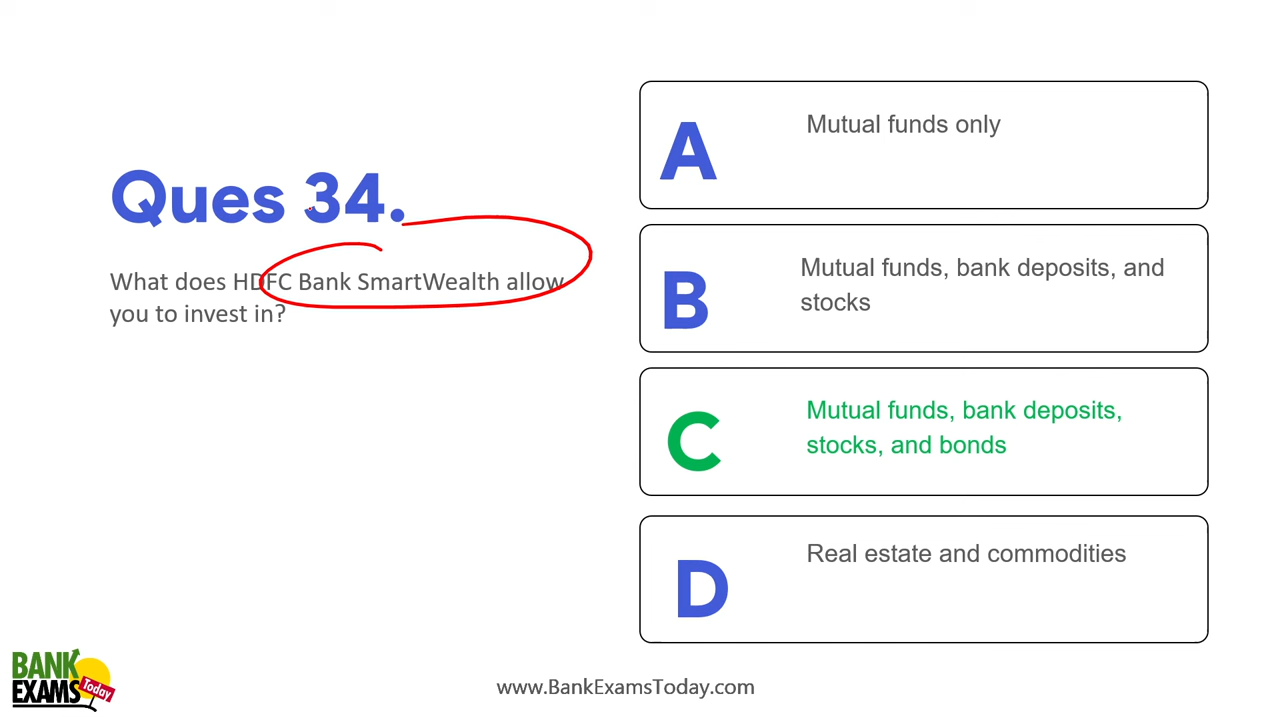 Ques 34.
What does HDFC Bank SmartWealth allow
you to invest in?
A
Mutual funds only
B
Mutual funds, bank deposits, and
stocks
C
Mutual funds, bank deposits,
stocks, and bonds
D
Real estate and commodities
BANK
EXAMS
Today
www.BankExamsToday.com